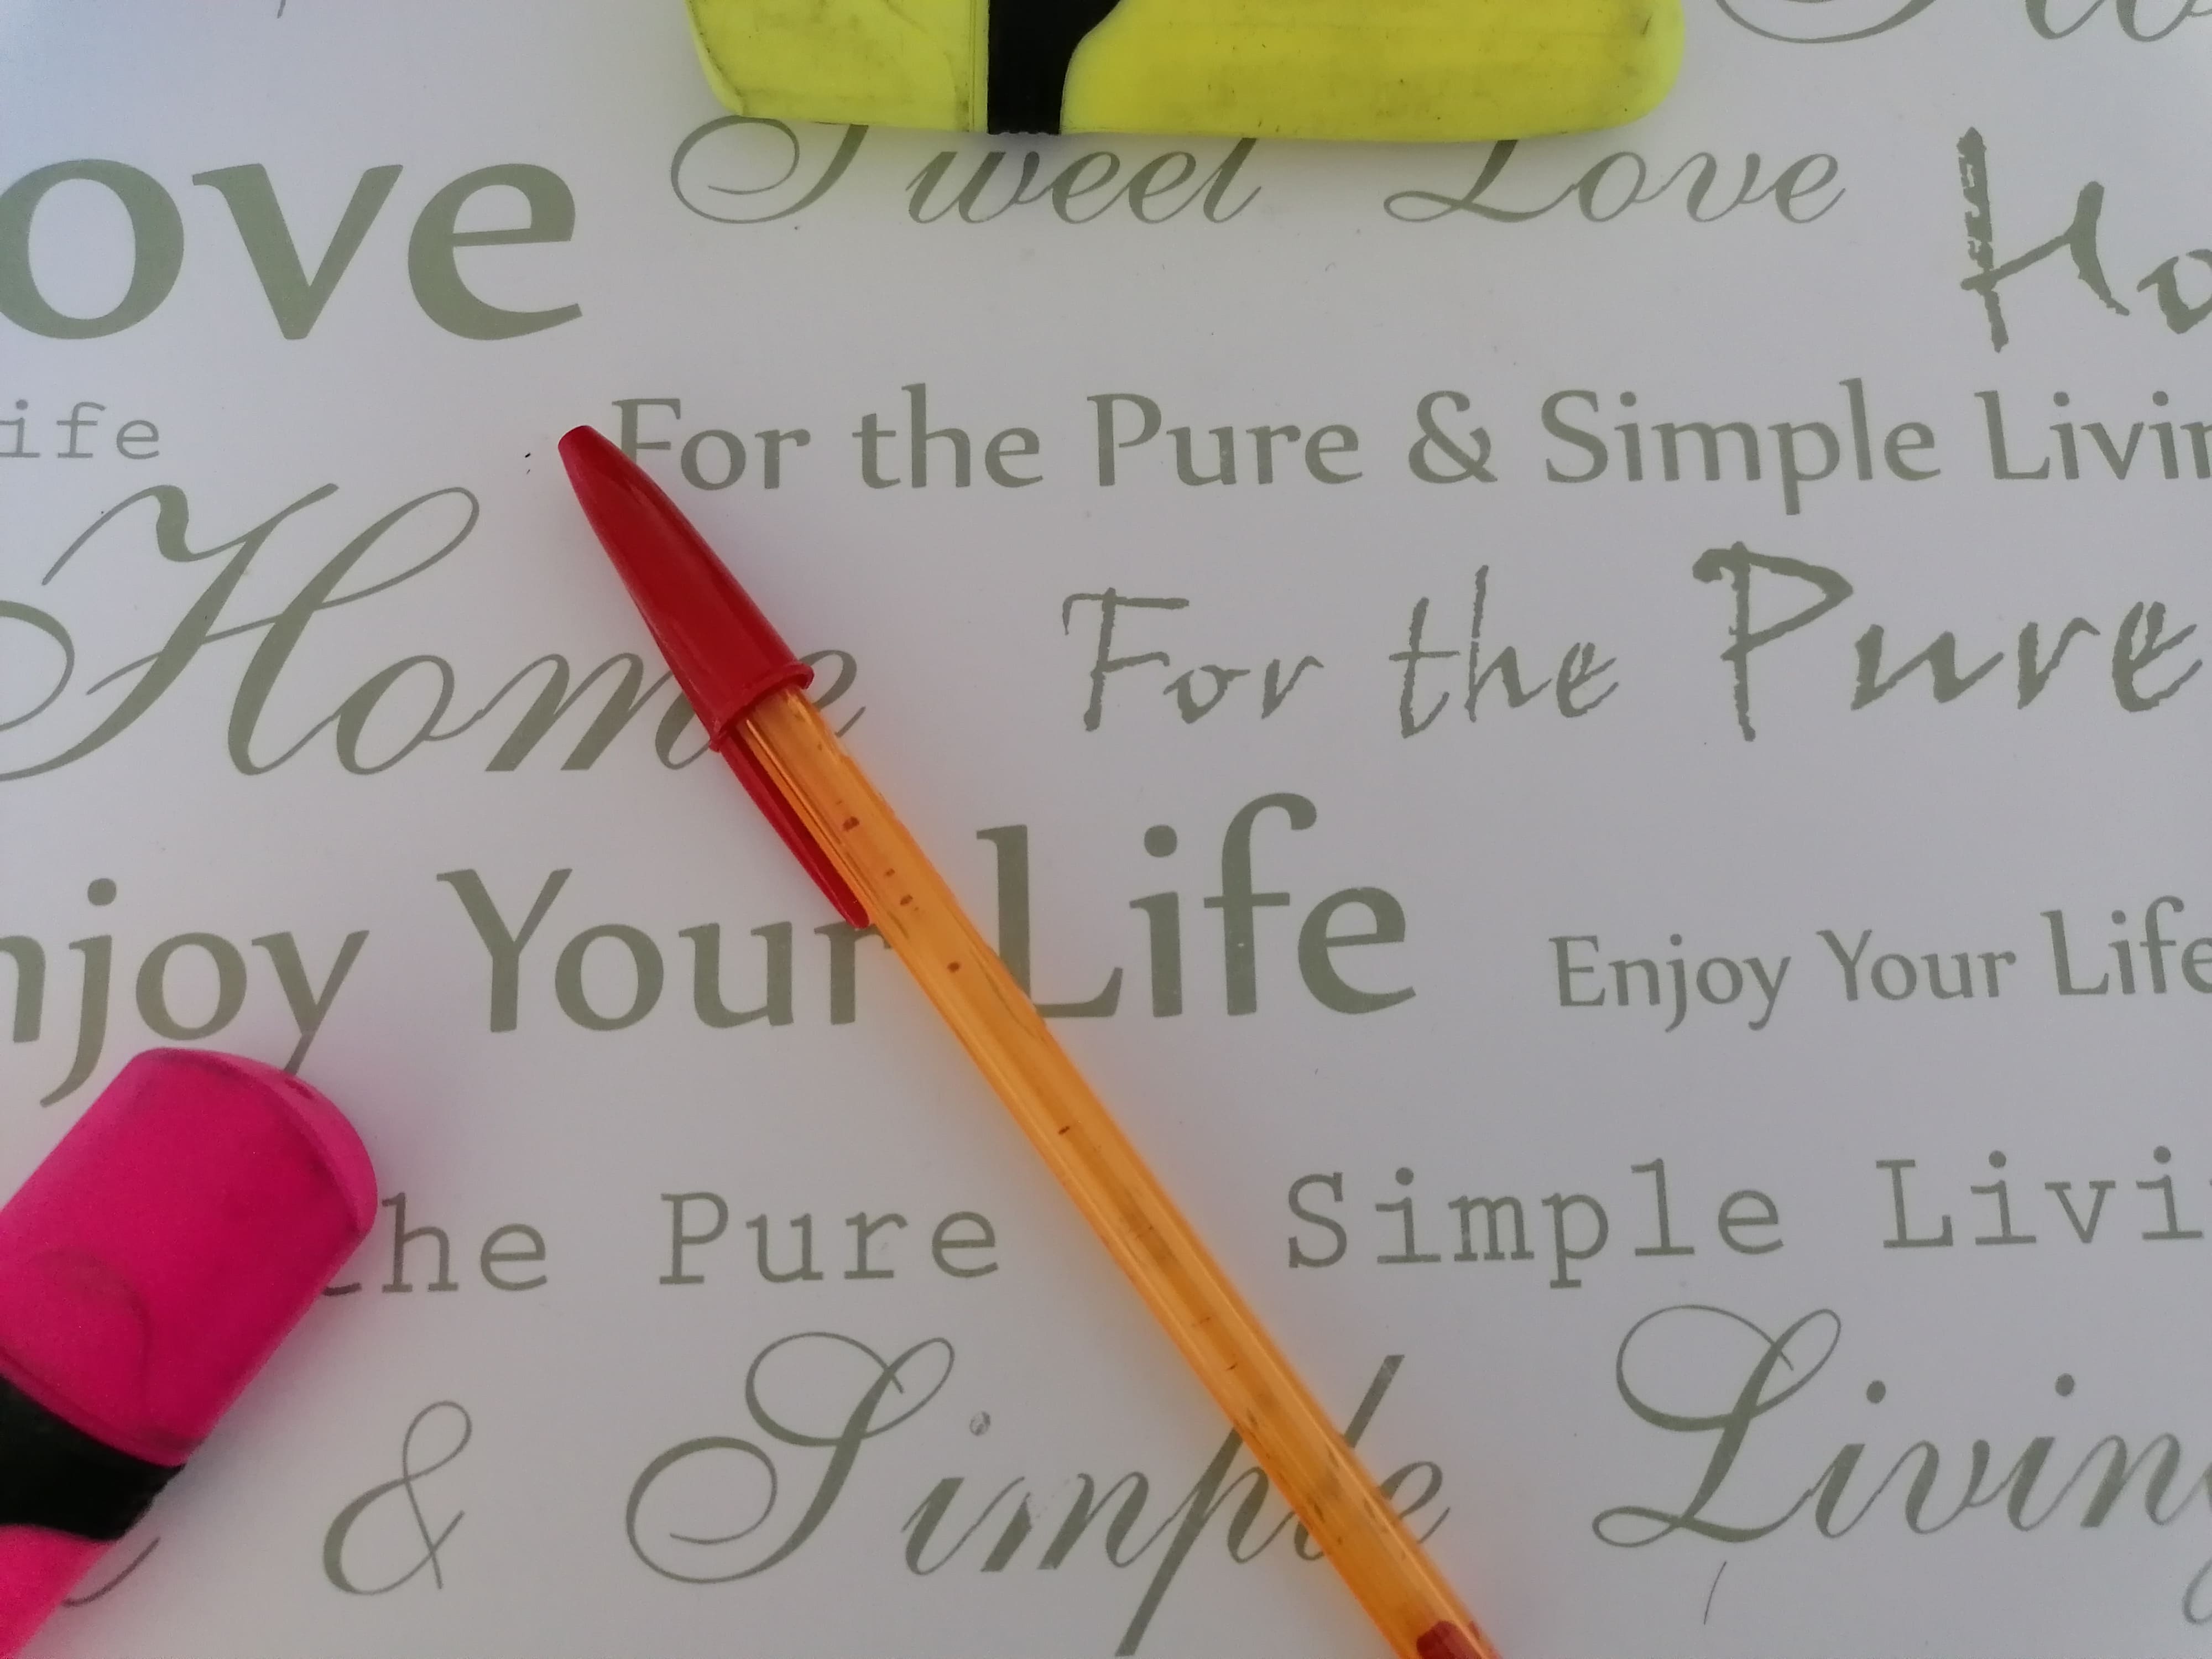 ove Sweet Love Ho
ife For the Pure & Simple Livin
Home For the Pure
njoy Your Life Enjoy Your Life
he Pure Simple Livi
& Simple Living